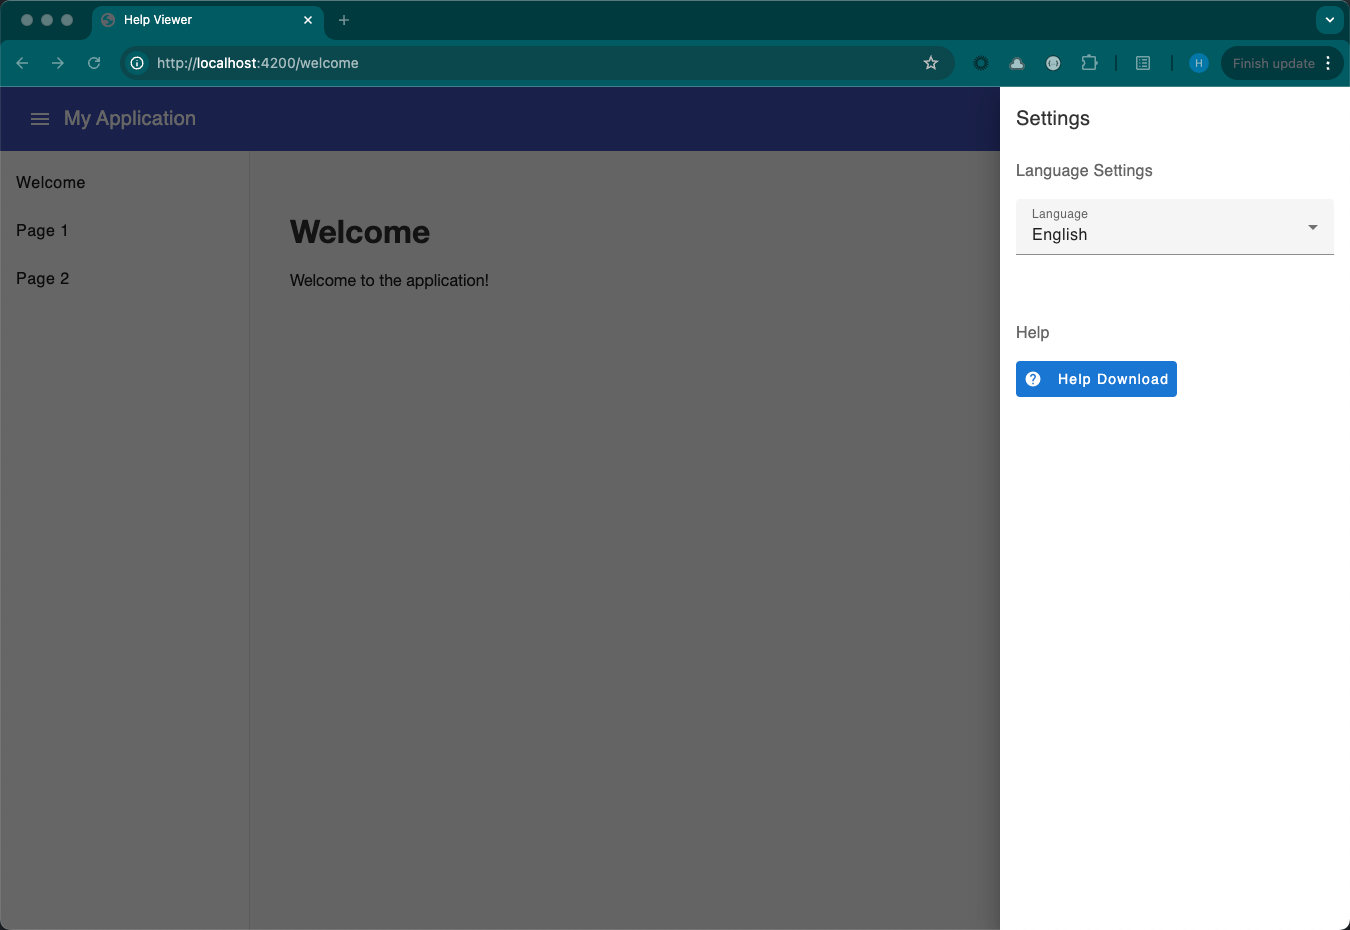 Help Viewer
http://localhost:4200/welcome
H
Finish update
My Application
Welcome
Page 1
Page 2
Welcome
Welcome to the application!
Settings
Language Settings
Language
English
Help
Help Download